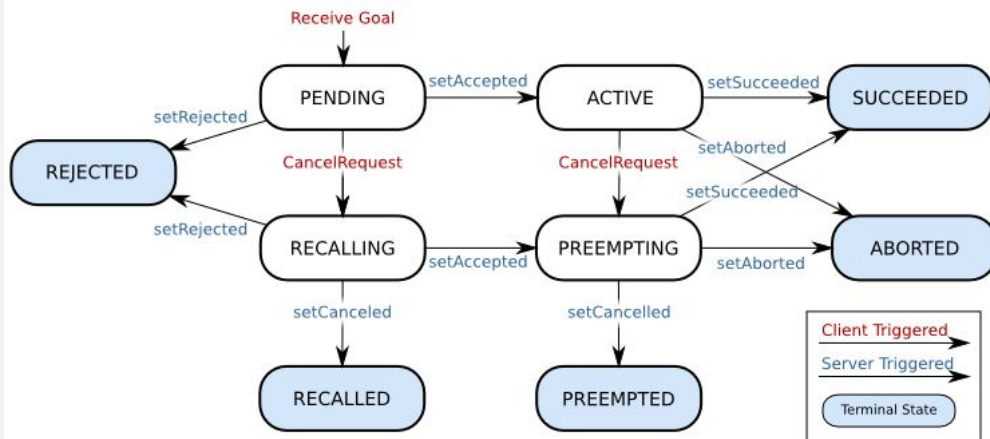 Receive Goal
PENDING
setAccepted
ACTIVE
setSucceeded
SUCCEEDED
setRejected
REJECTED
CancelRequest
CancelRequest
setAborted
setSucceeded
setRejected
RECALLING
setAccepted
PREEMPTING
setAborted
ABORTED
setCanceled
setCancelled
RECALLED
PREEMPTED
Client Triggered
Server Triggered
Terminal State